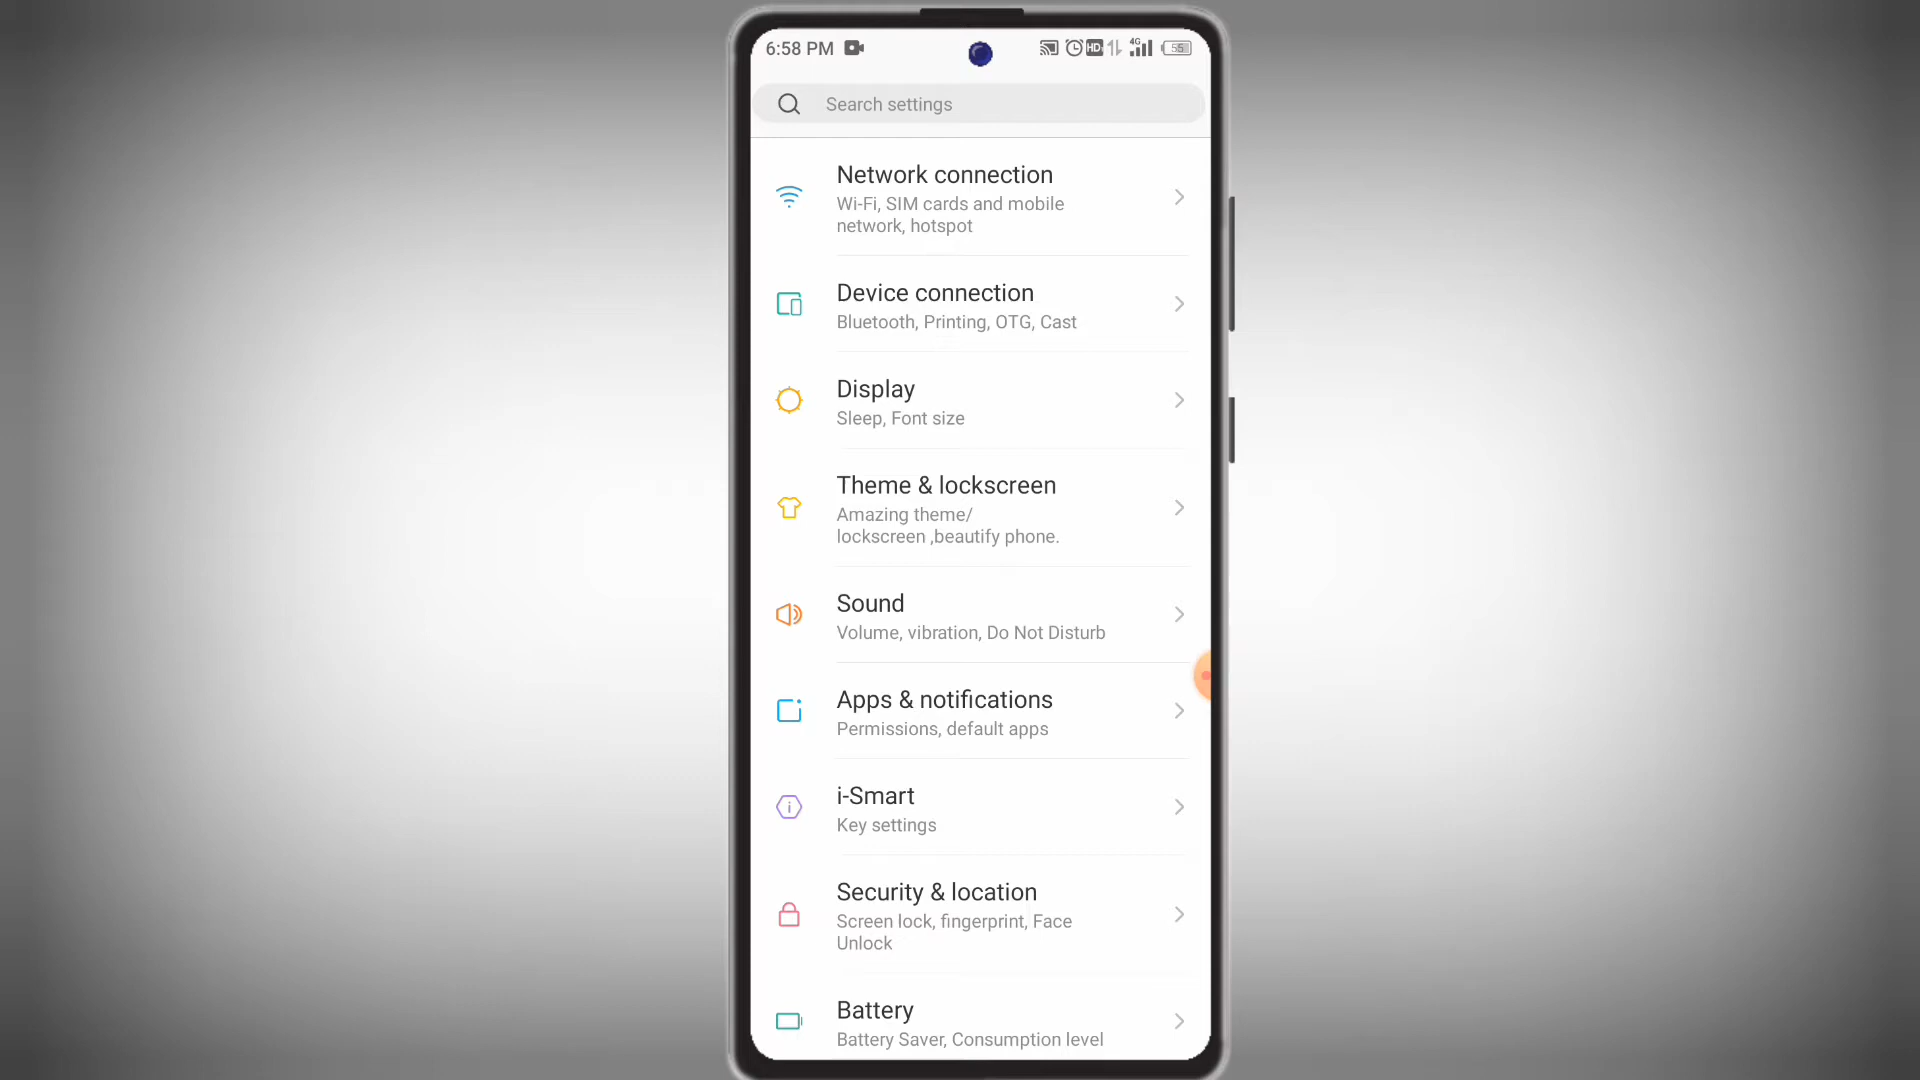 6:58 PM
HD
4G
55
Search settings
Network connection
Wi-Fi, SIM cards and mobile
network, hotspot
Device connection
Bluetooth, Printing, OTG, Cast
Display
Sleep, Font size
Theme & lockscreen
Amazing theme/
lockscreen ,beautify phone.
Sound
Volume, vibration, Do Not Disturb
Apps & notifications
Permissions, default apps
i-Smart
Key settings
Security & location
Screen lock, fingerprint, Face
Unlock
Battery
Battery Saver, Consumption level